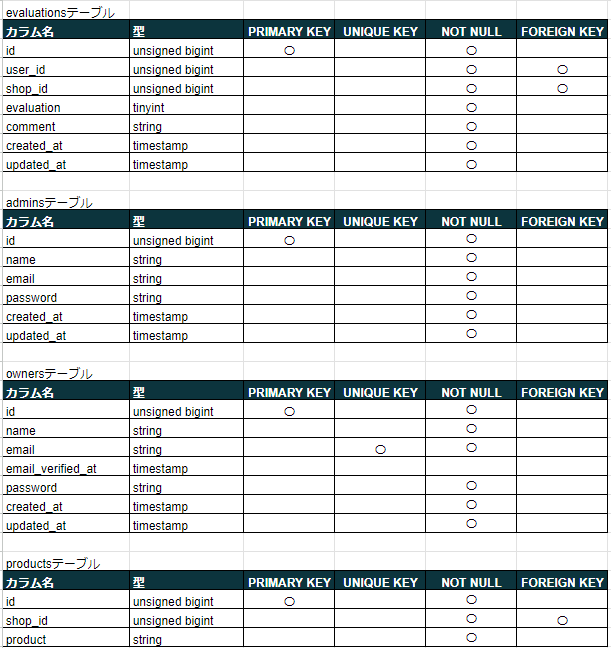 evaluationsテーブル
カラム名 型 PRIMARY KEY UNIQUE KEY NOT NULL FOREIGN KEY
id unsigned bigint ○ ○
user_id unsigned bigint ○ ○
shop_id unsigned bigint ○ ○
evaluation tinyint ○
comment string ○
created_at timestamp ○
updated_at timestamp ○
adminsテーブル
カラム名 型 PRIMARY KEY UNIQUE KEY NOT NULL FOREIGN KEY
id unsigned bigint ○ ○
name string ○
email string ○
password string ○
created_at timestamp ○
updated_at timestamp ○
ownersテーブル
カラム名 型 PRIMARY KEY UNIQUE KEY NOT NULL FOREIGN KEY
id unsigned bigint ○ ○
name string ○
email string ○ ○
email_verified_at timestamp
password string ○
created_at timestamp ○
updated_at timestamp ○
productsテーブル
カラム名 型 PRIMARY KEY UNIQUE KEY NOT NULL FOREIGN KEY
id unsigned bigint ○ ○
shop_id unsigned bigint ○ ○
product string ○